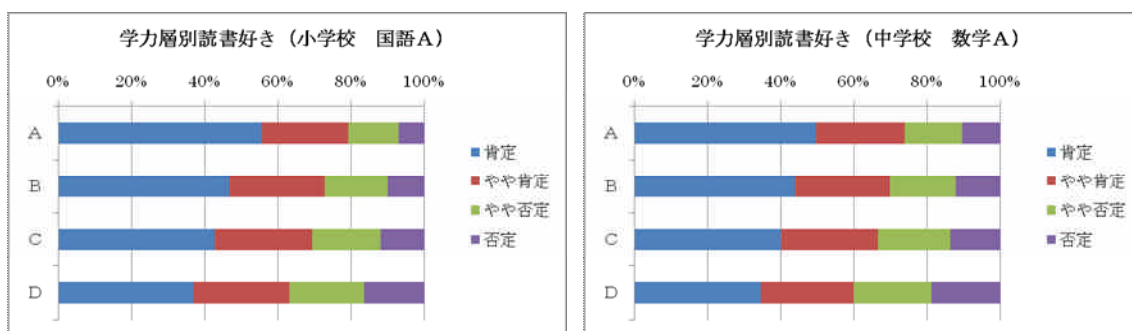 学力層別読書好き（小学校　国語A）
0% 20% 40% 60% 80% 100%
A
B
C
D
肯定
やや肯定
やや否定
否定
学力層別読書好き（中学校　数学A）
0% 20% 40% 60% 80% 100%
A
B
C
D
肯定
やや肯定
やや否定
否定